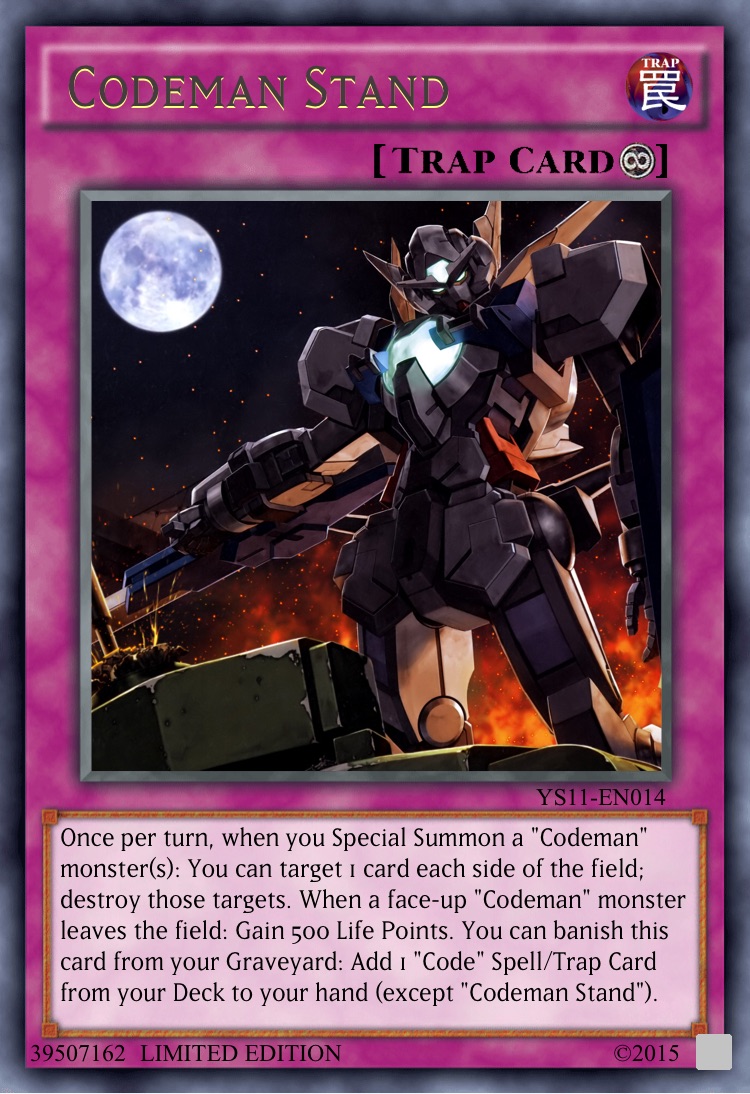 Codeman Stand
TRAP
罠
[Trap Card∞]
YS11-EN014
Once per turn, when you Special Summon a "Codeman"
monster(s): You can target 1 card each side of the field;
destroy those targets. When a face-up "Codeman" monster
leaves the field: Gain 500 Life Points. You can banish this
card from your Graveyard: Add 1 "Code" Spell/Trap Card
from your Deck to your hand (except "Codeman Stand").
39507162 LIMITED EDITION ©2015